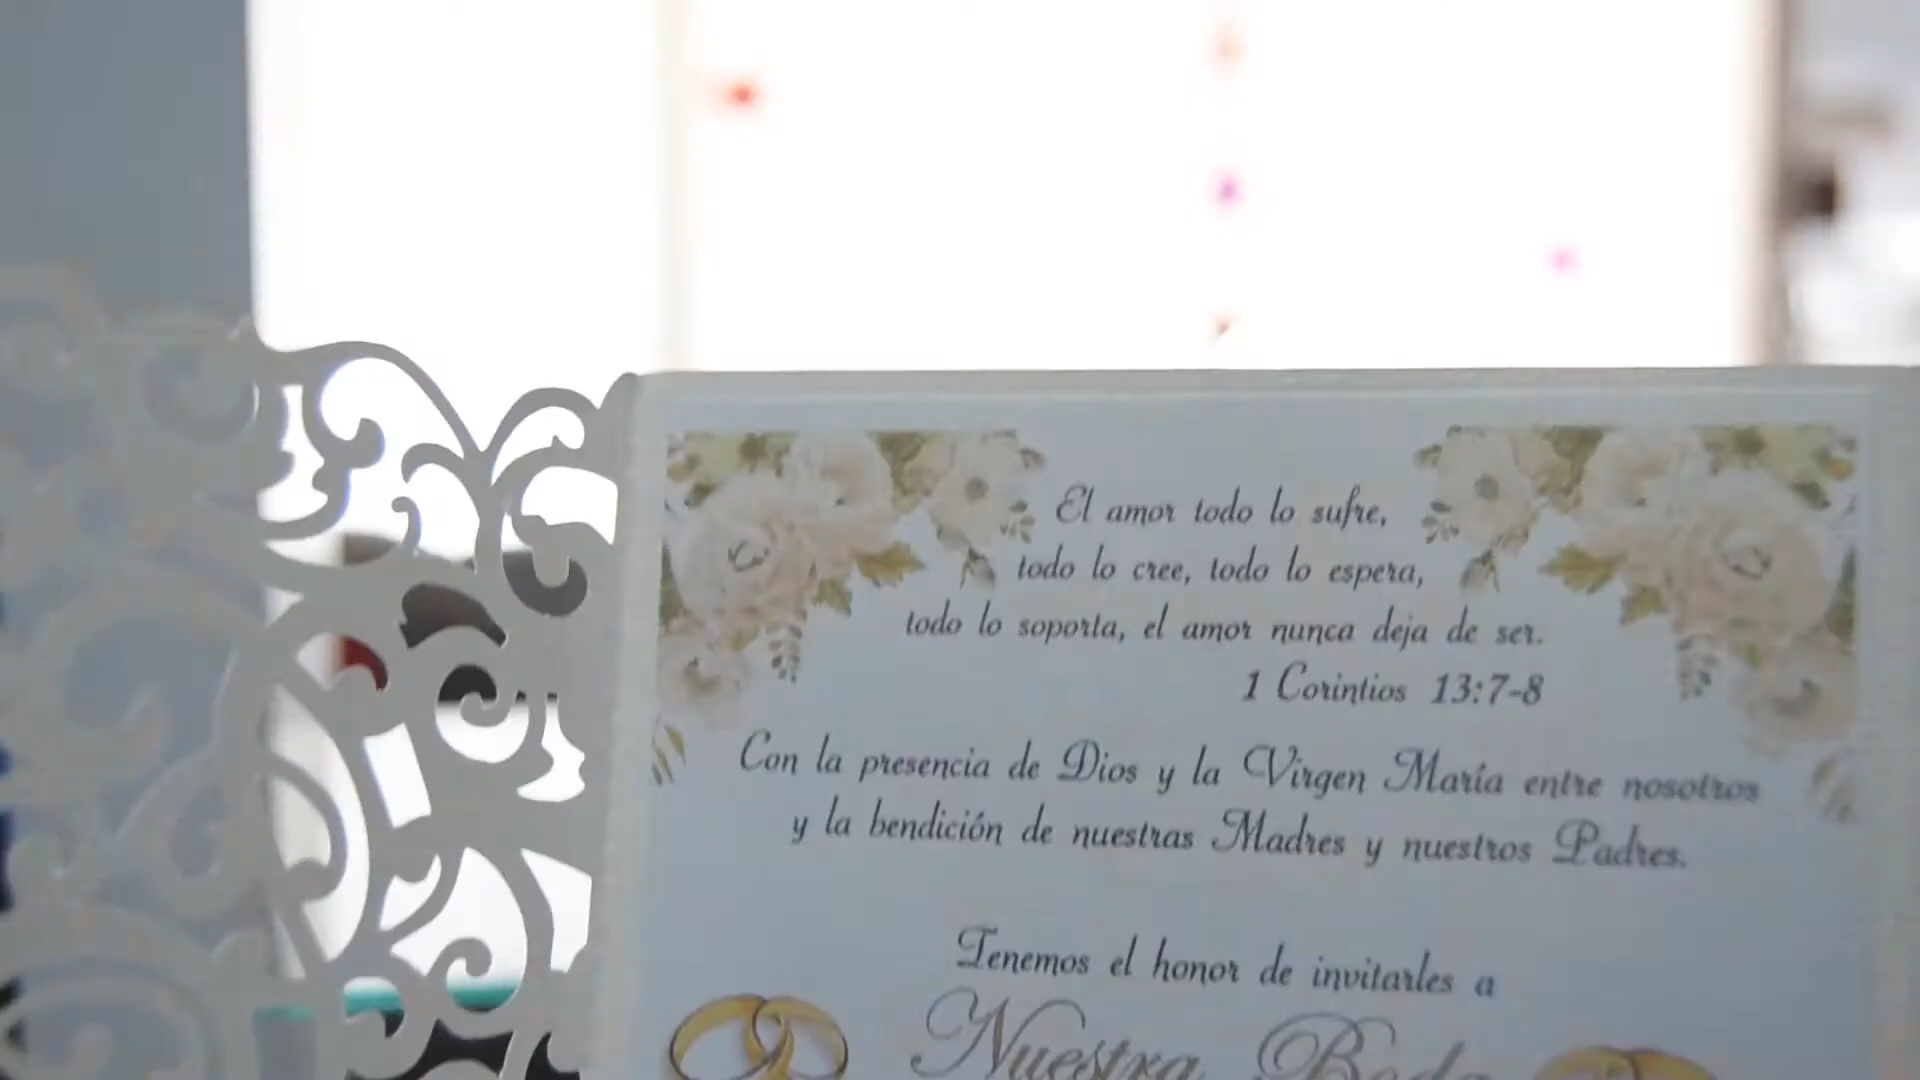 El amor todo lo sufre,
todo lo cree, todo lo espera,
todo lo soporta, el amor nunca deja de ser.
1 Corintios 13:7-8
Con la presencia de Dios y la Virgen María entre nosotros
y la bendición de nuestras Madres y nuestros Padres.
Tenemos el honor de invitarles a
Nuestra Boda